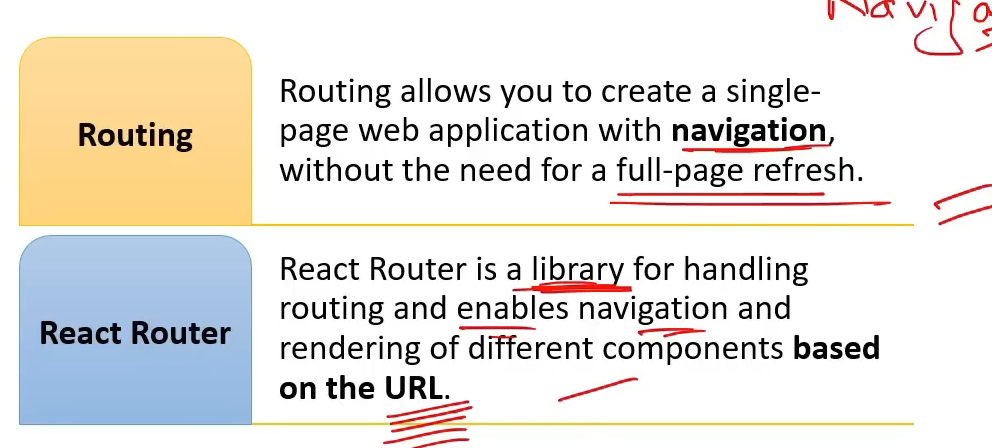 Routing
Routing allows you to create a single-
page web application with navigation,
without the need for a full-page refresh.
React Router
React Router is a library for handling
routing and enables navigation and
rendering of different components based
on the URL.